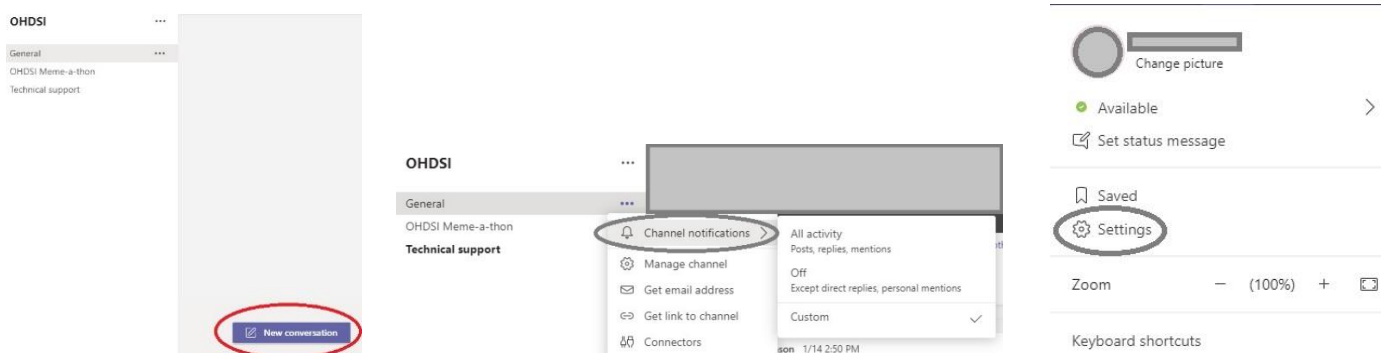 OHDSI ...
General ...
OHDSI Meme-a-thon
Technical support
New conversation
OHDSI ...
General ...
OHDSI Meme-a-thon
Technical support
Channel notifications
Manage channel
Get email address
Get link to channel
Connectors
All activity
Posts, replies, mentions
Off
Except direct replies, personal mentions
Custom
son 1/14 2:50 PM
Change picture
Available
Set status message
Saved
Settings
Zoom — (100%) +
Keyboard shortcuts